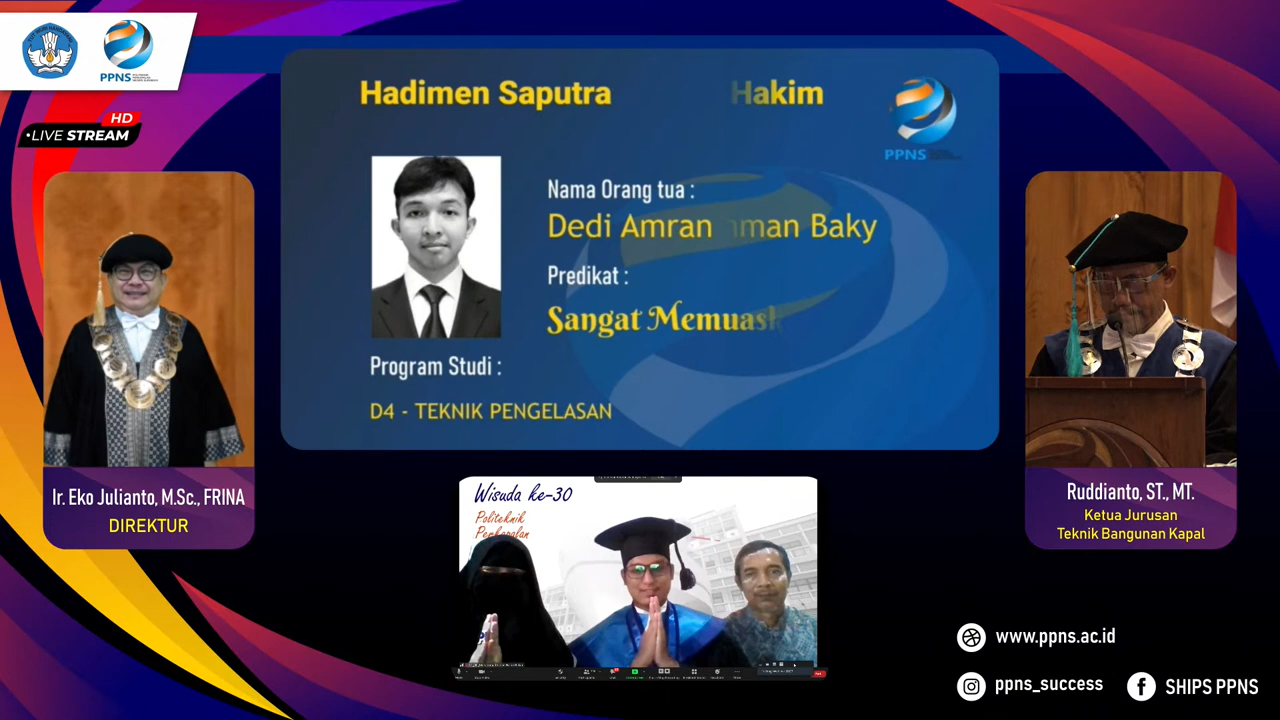 PPNS
HD
LIVE STREAM
Hadimen Saputra Hakim
PPNS
Nama Orang tua :
Dedi Amran man Baky
Predikat :
Sangat Memuas
Program Studi :
D4 - TEKNIK PENGELASAN
Ir. Eko Julianto, M.Sc., FRINA
DIREKTUR
Ruddianto, ST., MT.
Ketua Jurusan
Teknik Bangunan Kapal
Wisuda ke-30
Politeknik
Perkapalan
www.ppns.ac.id
ppns_success
SHIPS PPNS